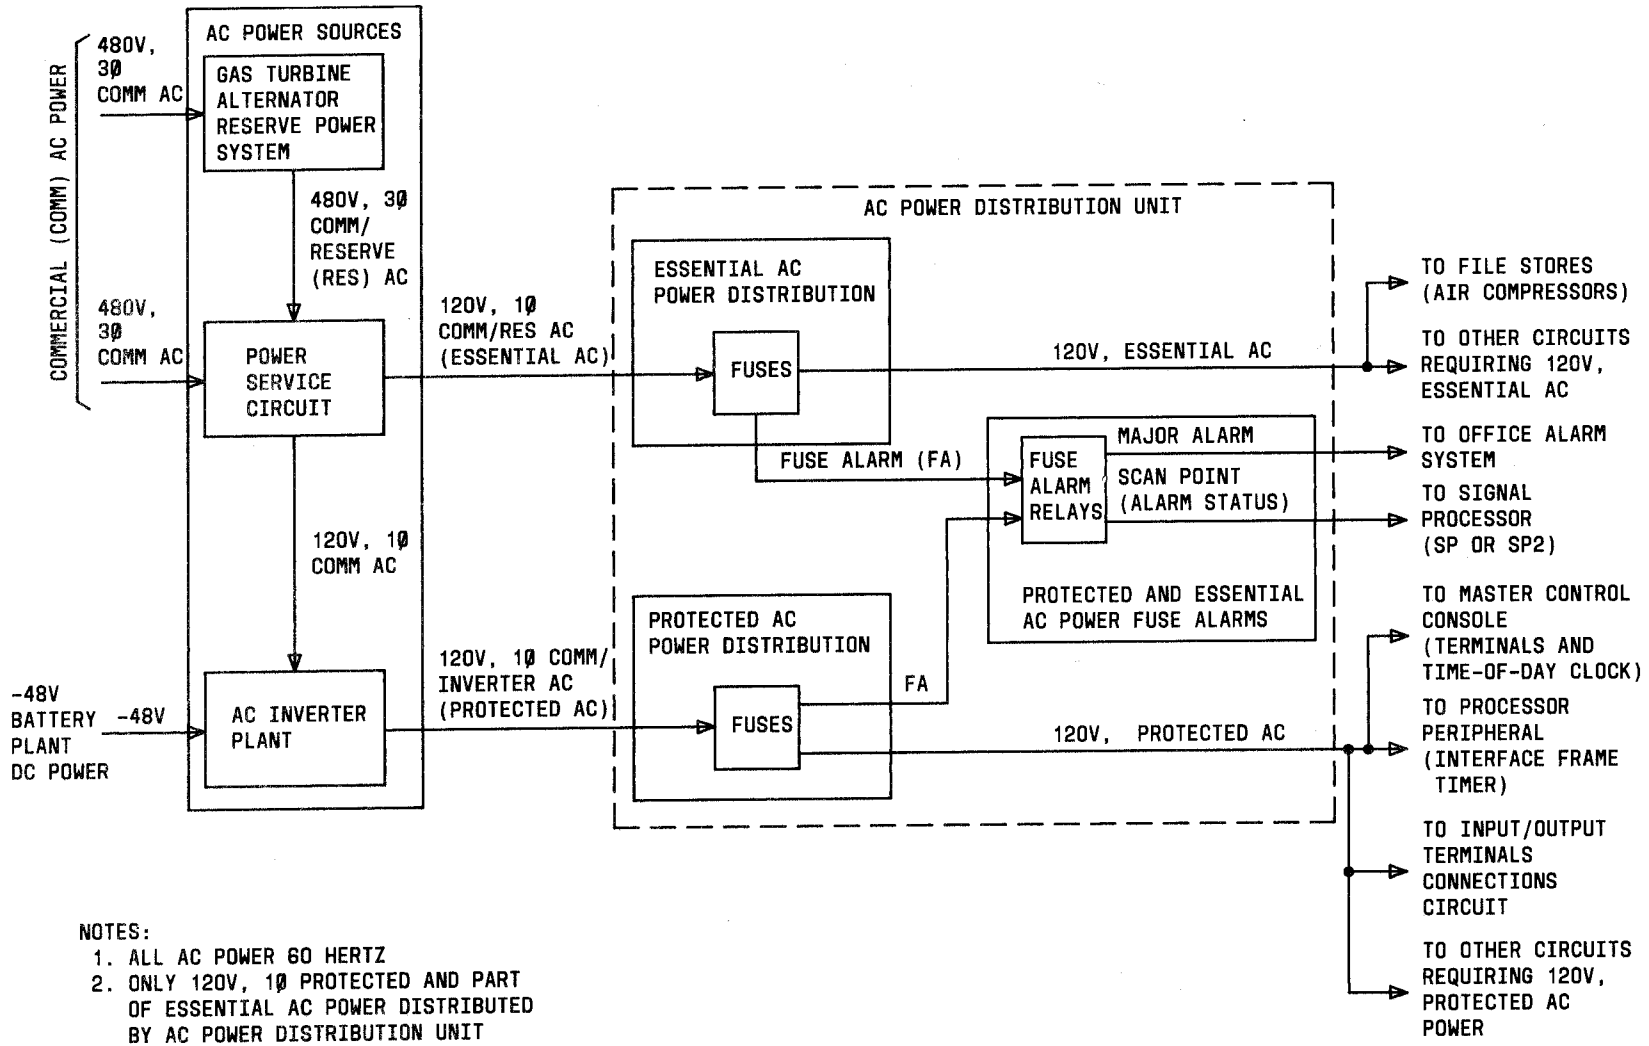 COMMERCIAL (COMM) AC POWER
480V,
3Ø
COMM AC
480V,
3Ø
COMM AC
AC POWER SOURCES
GAS TURBINE
ALTERNATOR
RESERVE POWER
SYSTEM
480V, 3Ø
COMM/
RESERVE
(RES) AC
POWER
SERVICE
CIRCUIT
120V, 1Ø
COMM AC
-48V
BATTERY
PLANT
DC POWER
-48V
AC INVERTER
PLANT
120V, 1Ø
COMM/RES AC
(ESSENTIAL AC)
120V, 1Ø COMM/
INVERTER AC
(PROTECTED AC)
AC POWER DISTRIBUTION UNIT
ESSENTIAL AC
POWER DISTRIBUTION
FUSES
120V, ESSENTIAL AC
FUSE ALARM (FA)
FUSE
ALARM
RELAYS
MAJOR ALARM
SCAN POINT
(ALARM STATUS)
PROTECTED AND ESSENTIAL
AC POWER FUSE ALARMS
PROTECTED AC
POWER DISTRIBUTION
FUSES
FA
120V, PROTECTED AC
TO FILE STORES
(AIR COMPRESSORS)
TO OTHER CIRCUITS
REQUIRING 120V,
ESSENTIAL AC
TO OFFICE ALARM
SYSTEM
TO SIGNAL
PROCESSOR
(SP OR SP2)
TO MASTER CONTROL
CONSOLE
(TERMINALS AND
TIME-OF-DAY CLOCK)
TO PROCESSOR
PERIPHERAL
(INTERFACE FRAME
TIMER)
TO INPUT/OUTPUT
TERMINALS
CONNECTIONS
CIRCUIT
TO OTHER CIRCUITS
REQUIRING 120V,
PROTECTED AC
POWER
NOTES:
1. ALL AC POWER 60 HERTZ
2. ONLY 120V, 1Ø PROTECTED AND PART
OF ESSENTIAL AC POWER DISTRIBUTED
BY AC POWER DISTRIBUTION UNIT